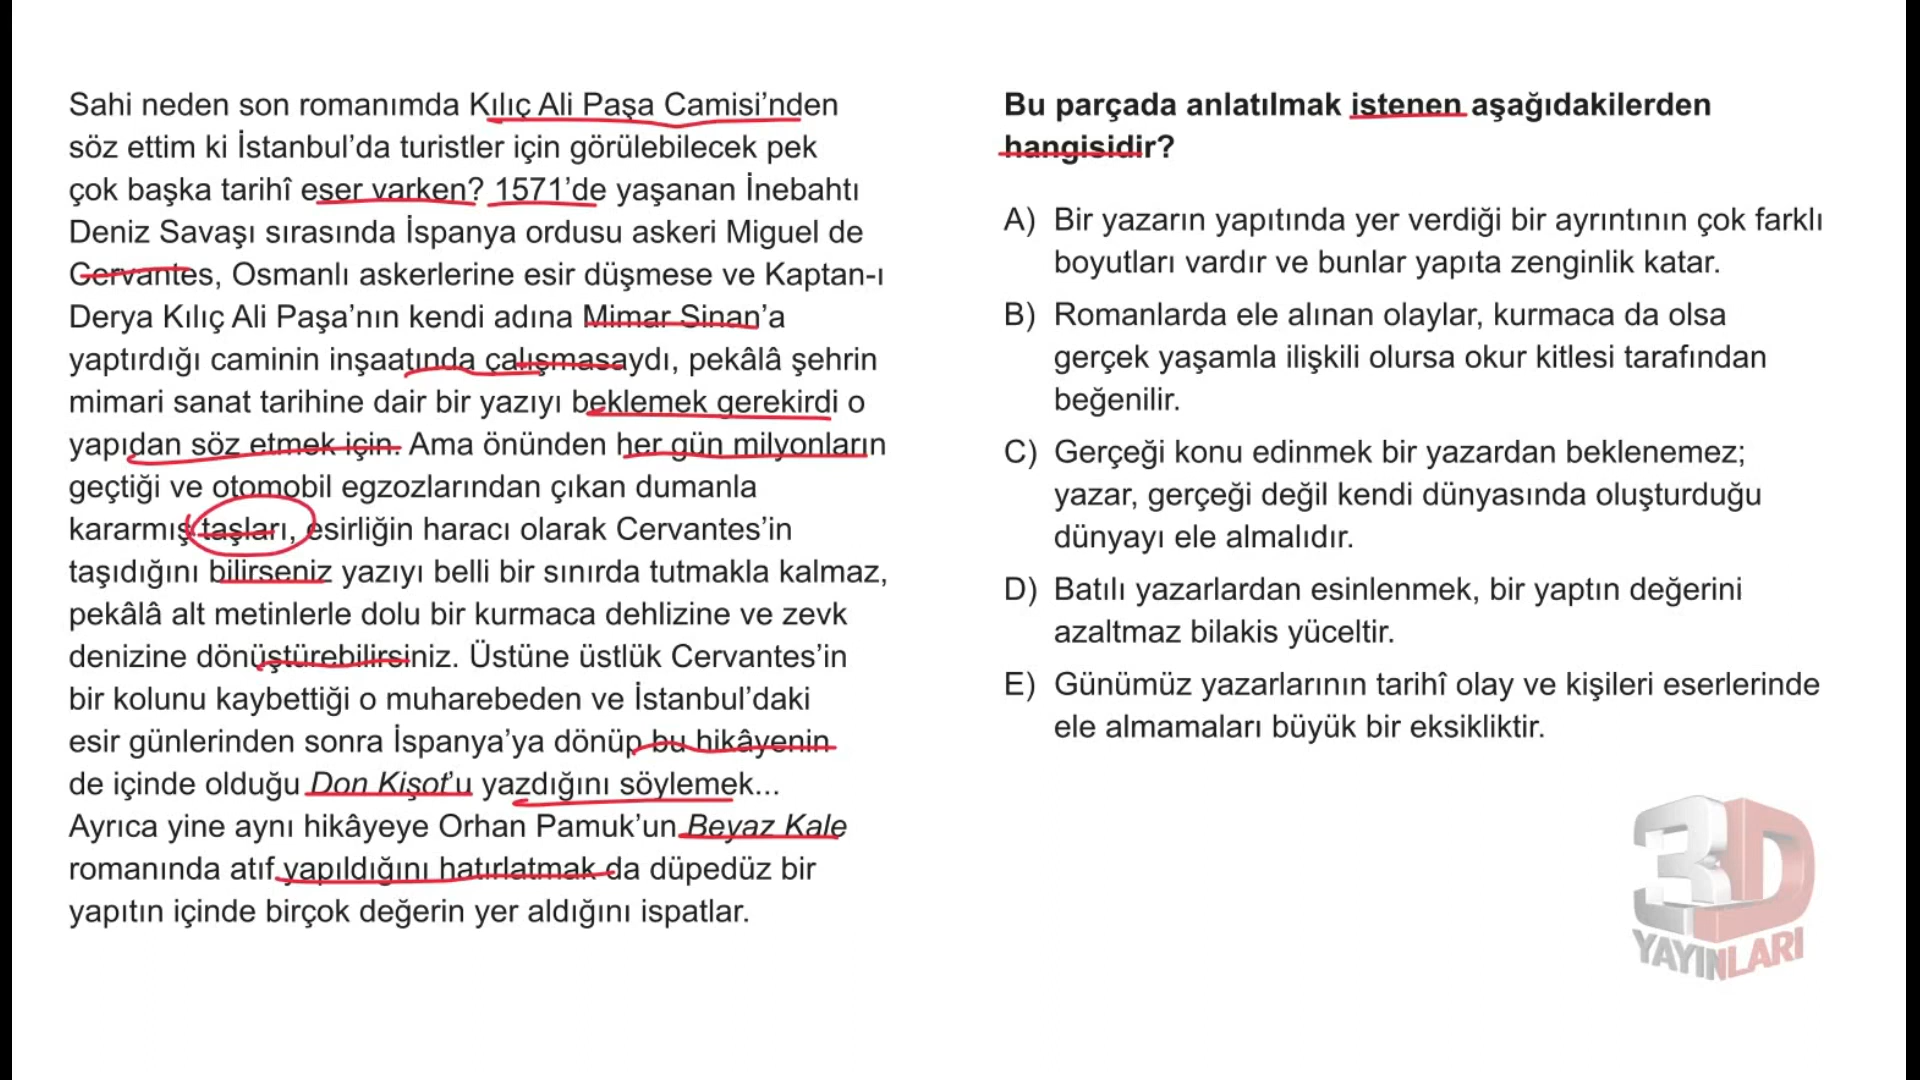 Sahi neden son romanımda Kılıç Ali Paşa Camisi’nden
söz ettim ki İstanbul’da turistler için görülebilecek pek
çok başka tarihî eser varken? 1571’de yaşanan İnebahtı
Deniz Savaşı sırasında İspanya ordusu askeri Miguel de
Cervantes, Osmanlı askerlerine esir düşmese ve Kaptan-ı
Derya Kılıç Ali Paşa’nın kendi adına Mimar Sinan’a
yaptırdığı caminin inşaatında çalışmasaydı, pekâlâ şehrin
mimari sanat tarihine dair bir yazıyı beklemek gerekirdi o
yapıdan söz etmek için. Ama önünden her gün milyonların
geçtiği ve otomobil egzozlarından çıkan dumanla
kararmış taşları, esirliğin haracı olarak Cervantes’in
taşıdığını bilirseniz yazıyı belli bir sınırda tutmakla kalmaz,
pekâlâ alt metinlerle dolu bir kurmaca dehlizine ve zevk
denizine dönüştürebilirsiniz. Üstüne üstlük Cervantes’in
bir kolunu kaybettiği o muharebeden ve İstanbul’daki
esir günlerinden sonra İspanya’ya dönüp bu hikâyenin
de içinde olduğu Don Kişot’u yazdığını söylemek...
Ayrıca yine aynı hikâyeye Orhan Pamuk’un Beyaz Kale
romanında atıf yapıldığını hatırlatmak da düpedüz bir
yapıtın içinde birçok değerin yer aldığını ispatlar.
Bu parçada anlatılmak istenen aşağıdakilerden
hangisidir?
A) Bir yazarın yapıtında yer verdiği bir ayrıntının çok farklı
boyutları vardır ve bunlar yapıta zenginlik katar.
B) Romanlarda ele alınan olaylar, kurmaca da olsa
gerçek yaşamla ilişkili olursa okur kitlesi tarafından
beğenilir.
C) Gerçeği konu edinmek bir yazardan beklenemez;
yazar, gerçeği değil kendi dünyasında oluşturduğu
dünyayı ele almalıdır.
D) Batılı yazarlardan esinlenmek, bir yaptın değerini
azaltmaz bilakis yüceltir.
E) Günümüz yazarlarının tarihî olay ve kişileri eserlerinde
ele almamaları büyük bir eksikliktir.
3D
YAYINLARI